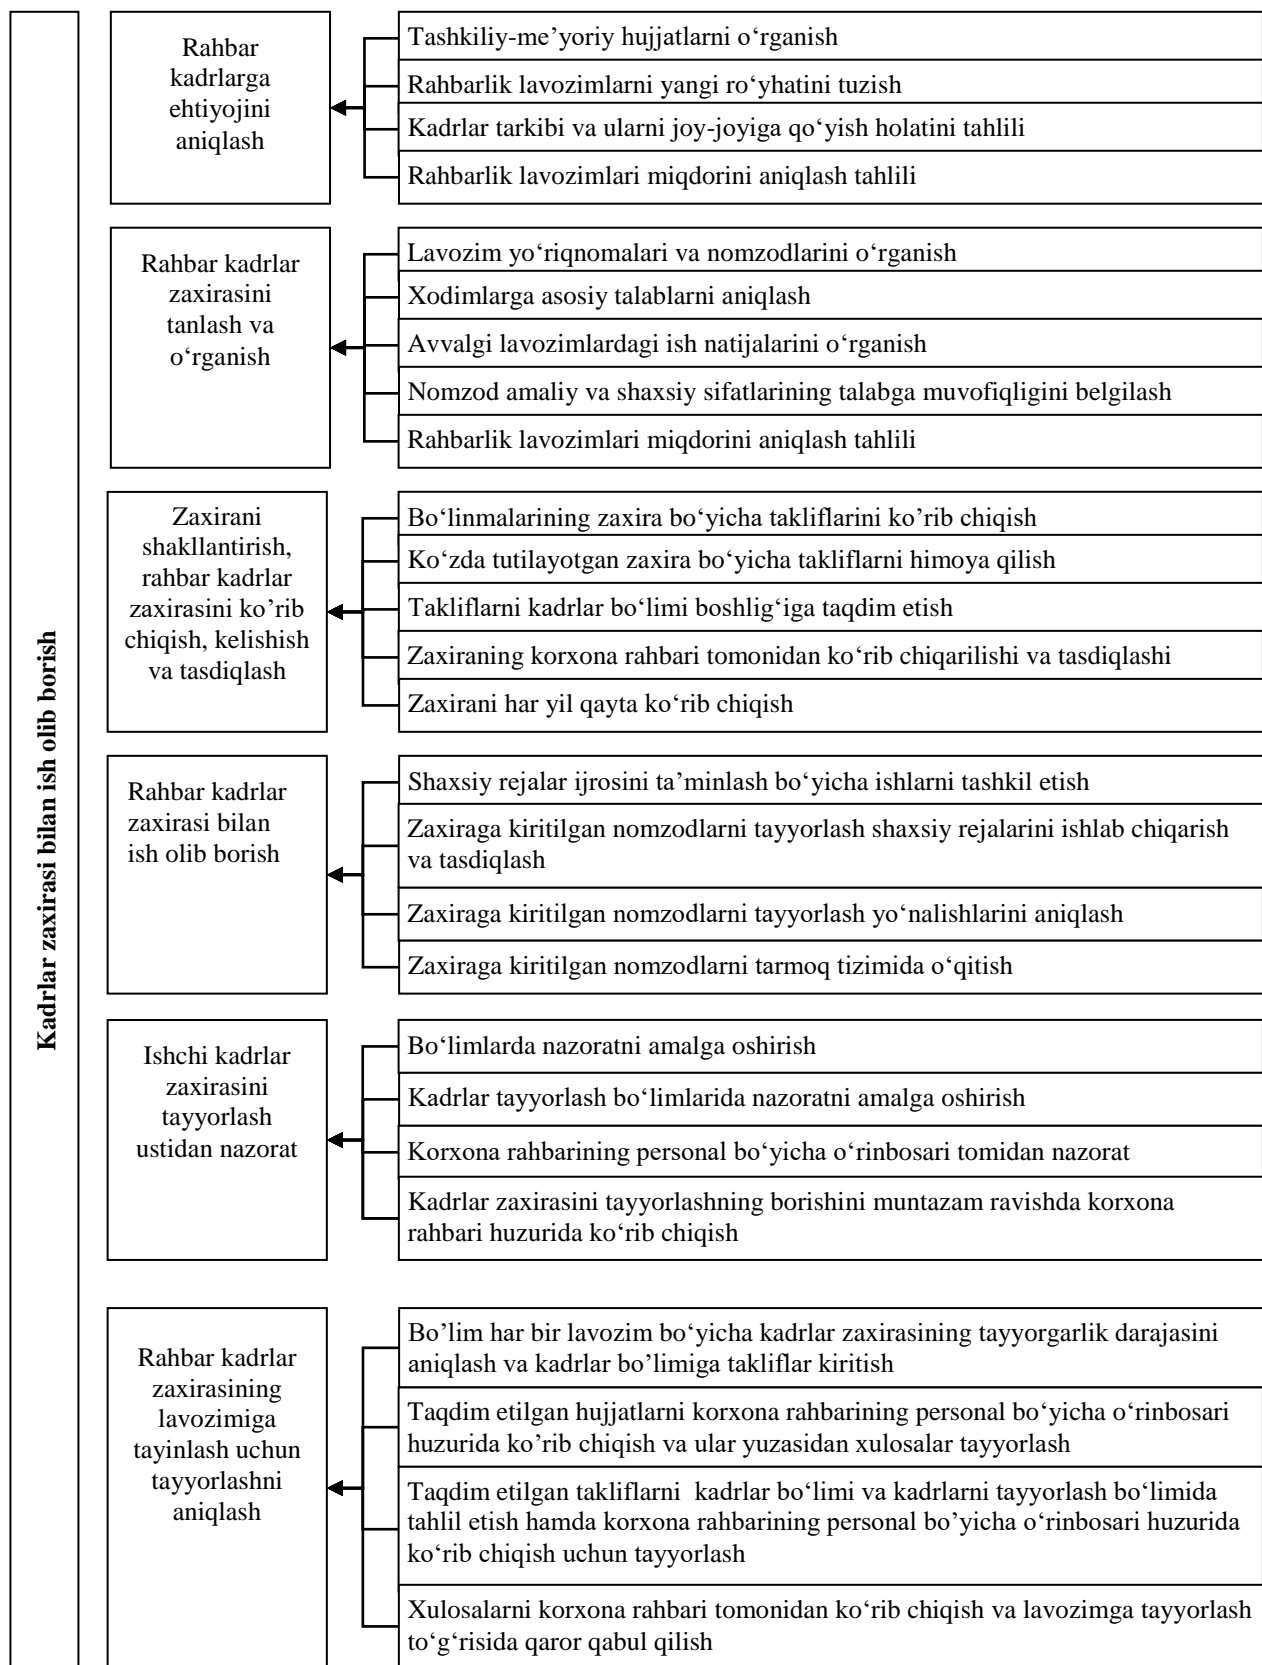 Kadrlar zaxirasi bilan ish olib borish
Rahbar
kadrlarga
ehtiyojini
aniqlash
Tashkiliy-me’yoriy hujjatlarni o‘rganish
Rahbarlik lavozimlarni yangi ro‘yhatini tuzish
Kadrlar tarkibi va ularni joy-joyiga qo‘yish holatini tahlili
Rahbarlik lavozimlari miqdorini aniqlash tahlili
Rahbar kadrlar
zaxirasini
tanlash va
o‘rganish
Lavozim yo‘riqnomalari va nomzodlarini o‘rganish
Xodimlarga asosiy talablarni aniqlash
Avvalgi lavozimlardagi ish natijalarini o‘rganish
Nomzod amaliy va shaxsiy sifatlarining talabga muvofiqligini belgilash
Rahbarlik lavozimlari miqdorini aniqlash tahlili
Zaxirani
shakllantirish,
rahbar kadrlar
zaxirasini ko’rib
chiqish, kelishish
va tasdiqlash
Bo‘linmalarining zaxira bo‘yicha takliflarini ko’rib chiqish
Ko‘zda tutilayotgan zaxira bo‘yicha takliflarni himoya qilish
Takliflarni kadrlar bo‘limi boshlig‘iga taqdim etish
Zaxiraning korxona rahbari tomonidan ko‘rib chiqarilishi va tasdiqlashi
Zaxirani har yil qayta ko‘rib chiqish
Rahbar kadrlar
zaxirasi bilan
ish olib borish
Shaxsiy rejalar ijrosini ta’minlash bo‘yicha ishlarni tashkil etish
Zaxiraga kiritilgan nomzodlarni tayyorlash shaxsiy rejalarini ishlab chiqarish
va tasdiqlash
Zaxiraga kiritilgan nomzodlarni tayyorlash yo‘nalishlarini aniqlash
Zaxiraga kiritilgan nomzodlarni tarmoq tizimida o‘qitish
Ishchi kadrlar
zaxirasini
tayyorlash
ustidan nazorat
Bo‘limlarda nazoratni amalga oshirish
Kadrlar tayyorlash bo‘limlarida nazoratni amalga oshirish
Korxona rahbarining personal bo‘yicha o‘rinbosari tomidan nazorat
Kadrlar zaxirasini tayyorlashning borishini muntazam ravishda korxona
rahbari huzurida ko‘rib chiqish
Rahbar kadrlar
zaxirasining
lavozimiga
tayinlash uchun
tayyorlashni
aniqlash
Bo’lim har bir lavozim bo‘yicha kadrlar zaxirasining tayyorgarlik darajasini
aniqlash va kadrlar bo’limiga takliflar kiritish
Taqdim etilgan hujjatlarni korxona rahbarining personal bo‘yicha o‘rinbosari
huzurida ko’rib chiqish va ular yuzasidan xulosalar tayyorlash
Taqdim etilgan takliflarni  kadrlar bo‘limi va kadrlarni tayyorlash bo‘limida
tahlil etish hamda korxona rahbarining personal bo’yicha o‘rinbosari huzurida
ko‘rib chiqish uchun tayyorlash
Xulosalarni korxona rahbari tomonidan ko‘rib chiqish va lavozimga tayyorlash
to‘g‘risida qaror qabul qilish